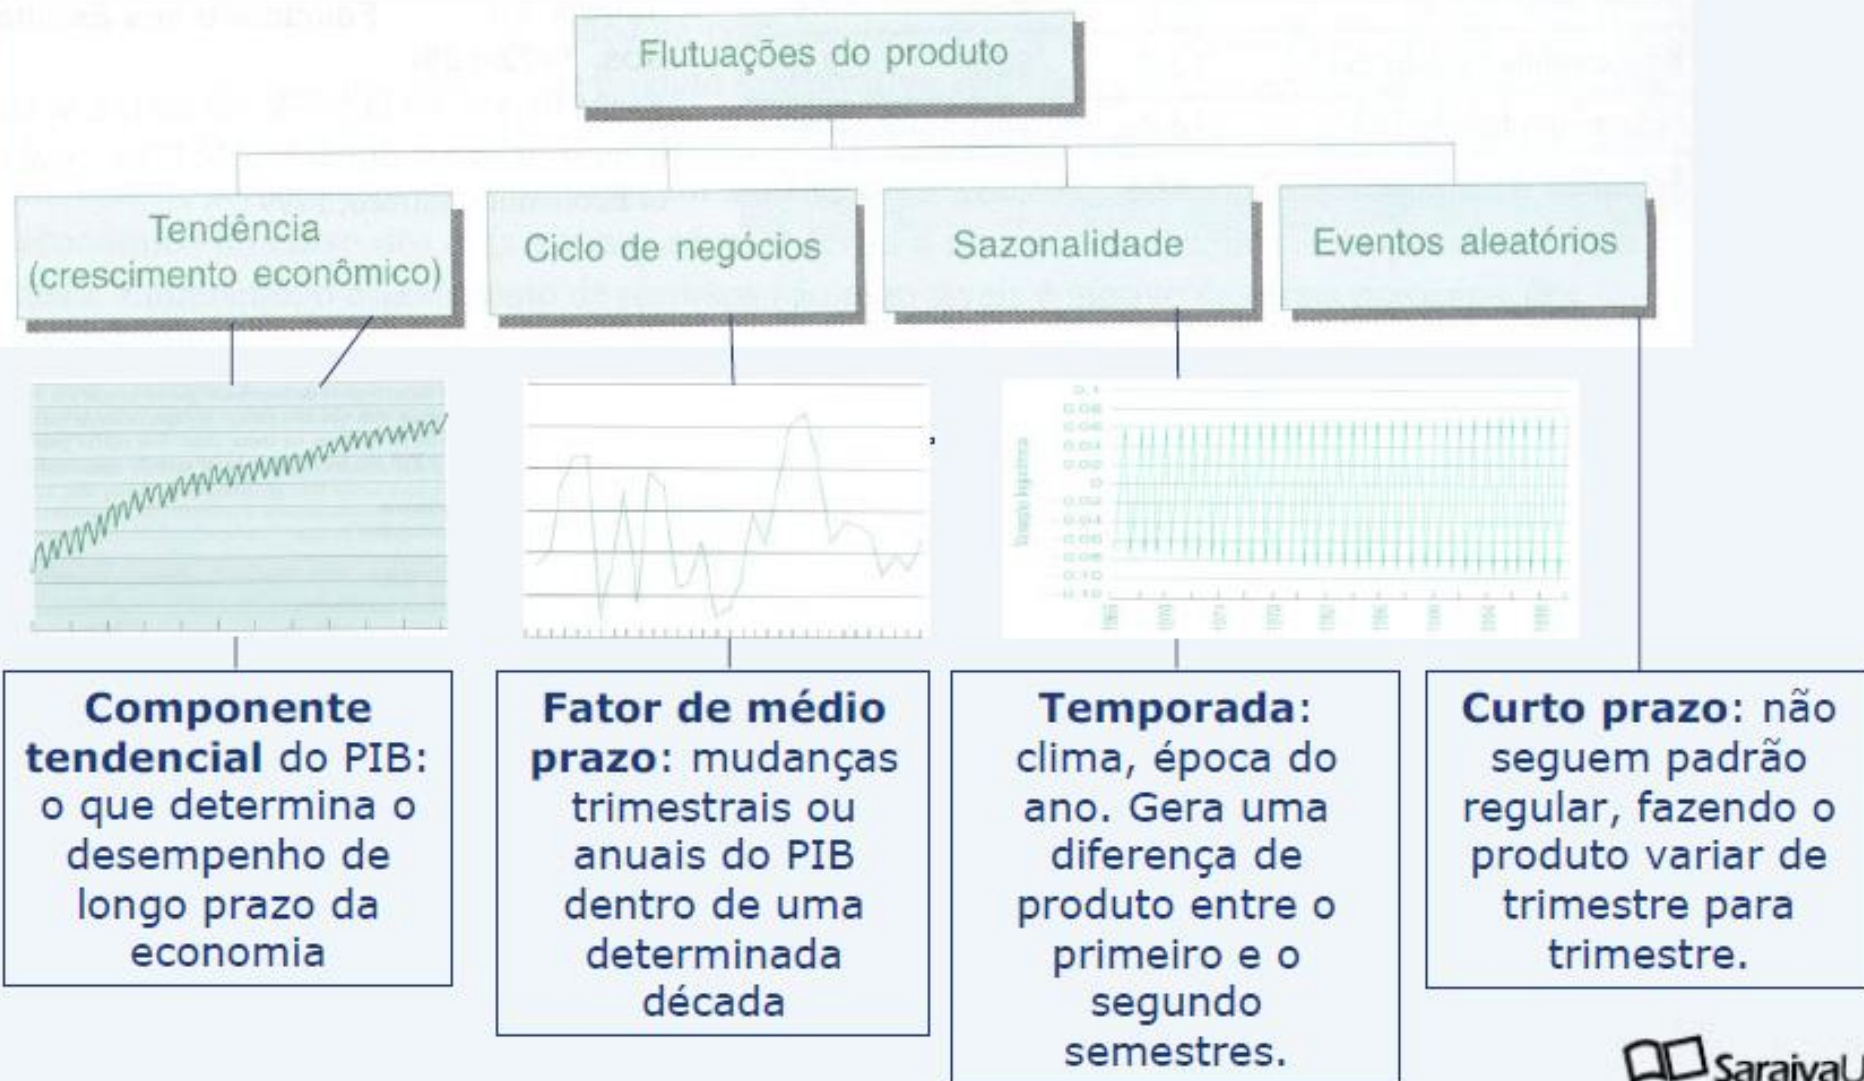 Flutuações do produto
Tendência
(crescimento econômico)
Ciclo de negócios
Sazonalidade
Eventos aleatórios
Componente
tendencial do PIB:
o que determina o
desempenho de
longo prazo da
economia
Fator de médio
prazo: mudanças
trimestrais ou
anuais do PIB
dentro de uma
determinada
década
Temporada:
clima, época do
ano. Gera uma
diferença de
produto entre o
primeiro e o
segundo
semestres.
Curto prazo: não
seguem padrão
regular, fazendo o
produto variar de
trimestre para
trimestre.
SaraivaU